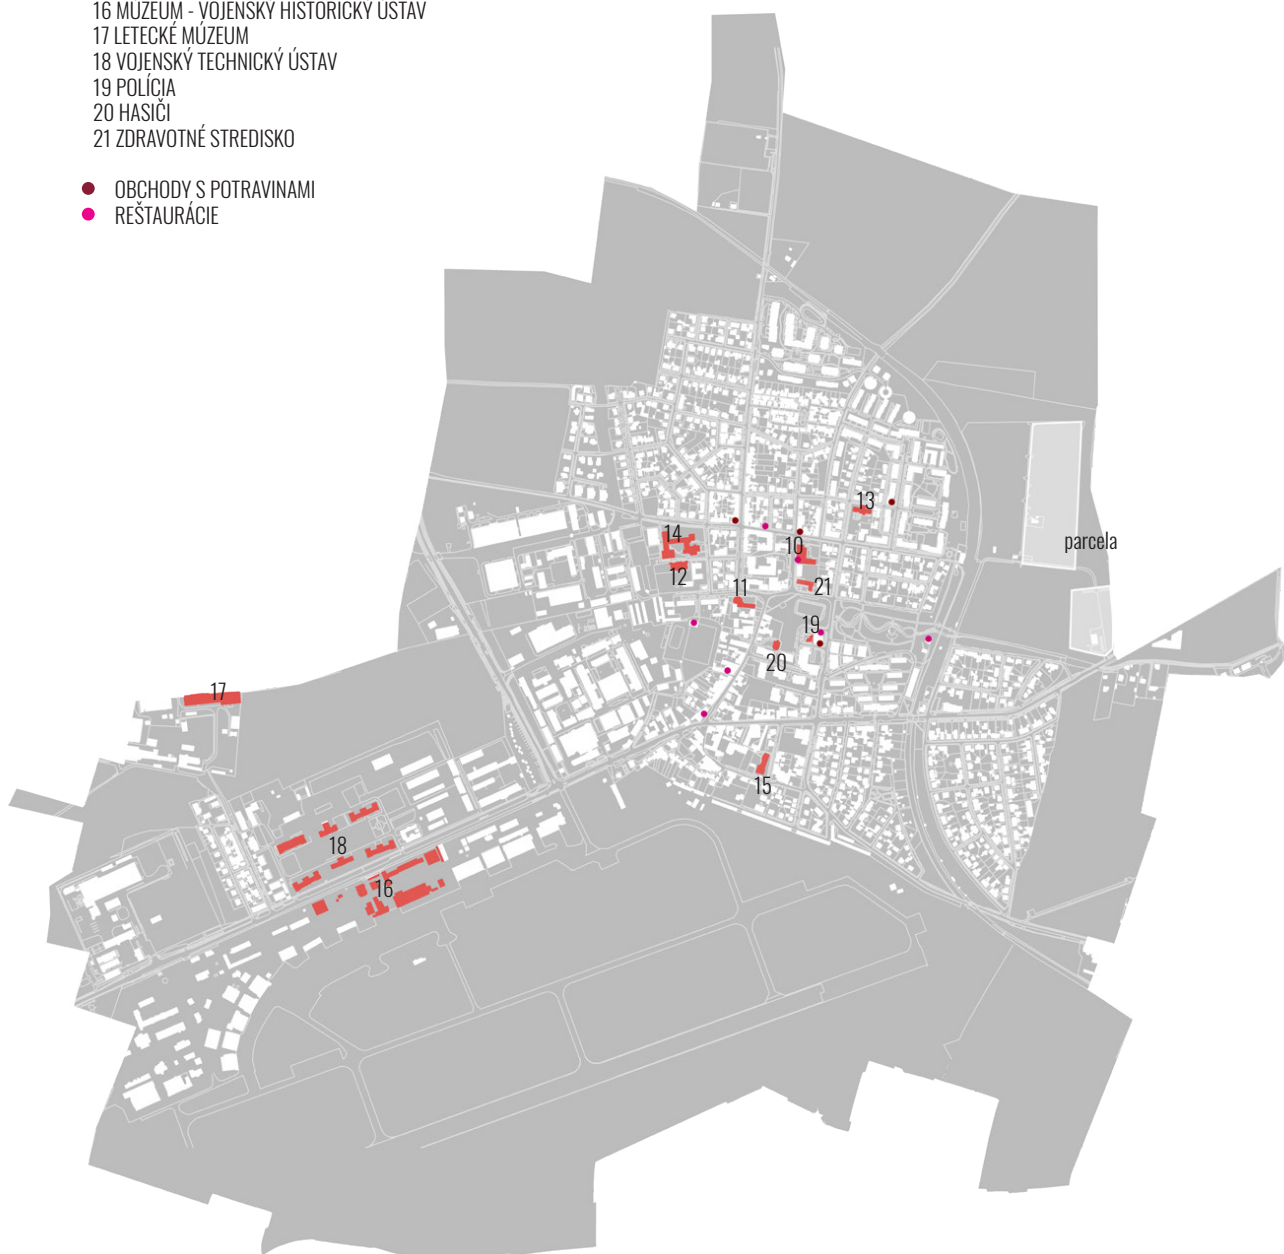 16 MÚZEUM - VOJENSKÝ HISTORICKÝ ÚSTAV
17 LETECKÉ MÚZEUM
18 VOJENSKÝ TECHNICKÝ ÚSTAV
19 POLÍCIA
20 HASIČI
21 ZDRAVOTNÉ STREDISKO
OBCHODY S POTRAVINAMI
REŠTAURÁCIE
13
14
10
parcela
12
11
21
19
20
17
15
18
16